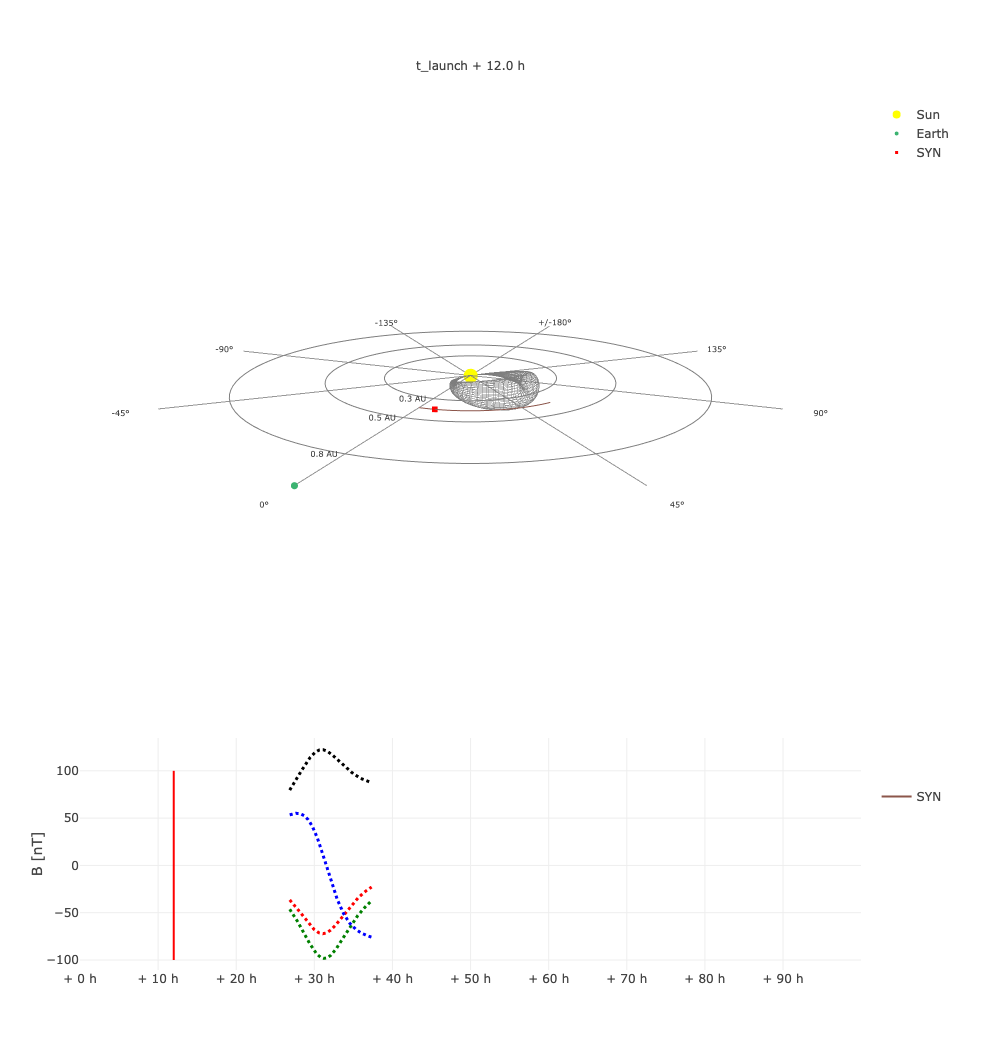 t_launch + 12.0 h
Sun
Earth
SYN
-135°
+/-180°
-90°
135°
0.3 AU
-45°
0.5 AU
90°
0.8 AU
0°
45°
100
50
0
−50
−100
B [nT]
SYN
+ 0 h
+ 10 h
+ 20 h
+ 30 h
+ 40 h
+ 50 h
+ 60 h
+ 70 h
+ 80 h
+ 90 h